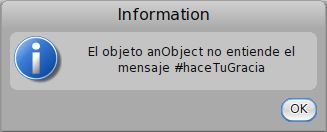 Information
El objeto anObject no entiende el
mensaje #haceTuGracia
OK